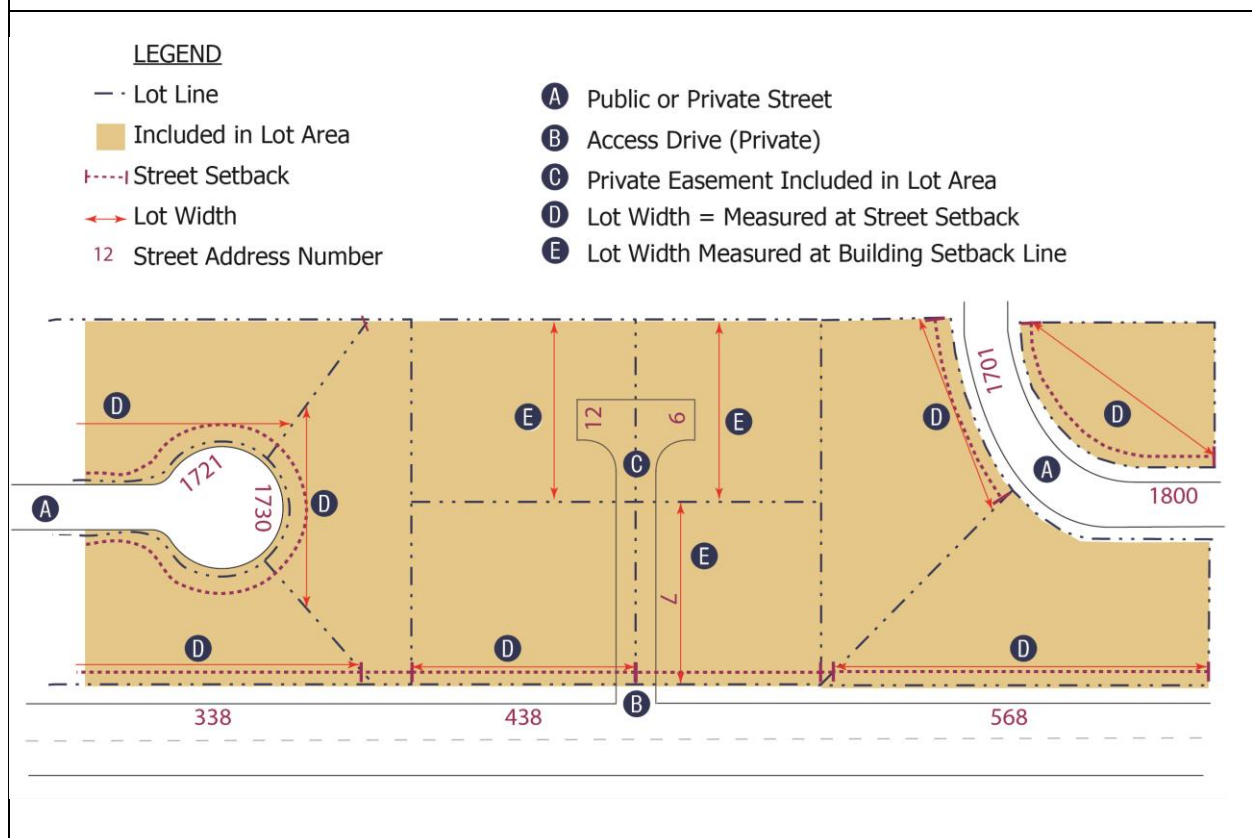 LEGEND
Lot Line
Included in Lot Area
Street Setback
Lot Width
12 Street Address Number
A Public or Private Street
B Access Drive (Private)
C Private Easement Included in Lot Area
D Lot Width = Measured at Street Setback
E Lot Width Measured at Building Setback Line
1701
D
12
6
E
E
D
D
1721
C
A
1730
D
1800
A
E
7
D
D
D
338
438
B
568